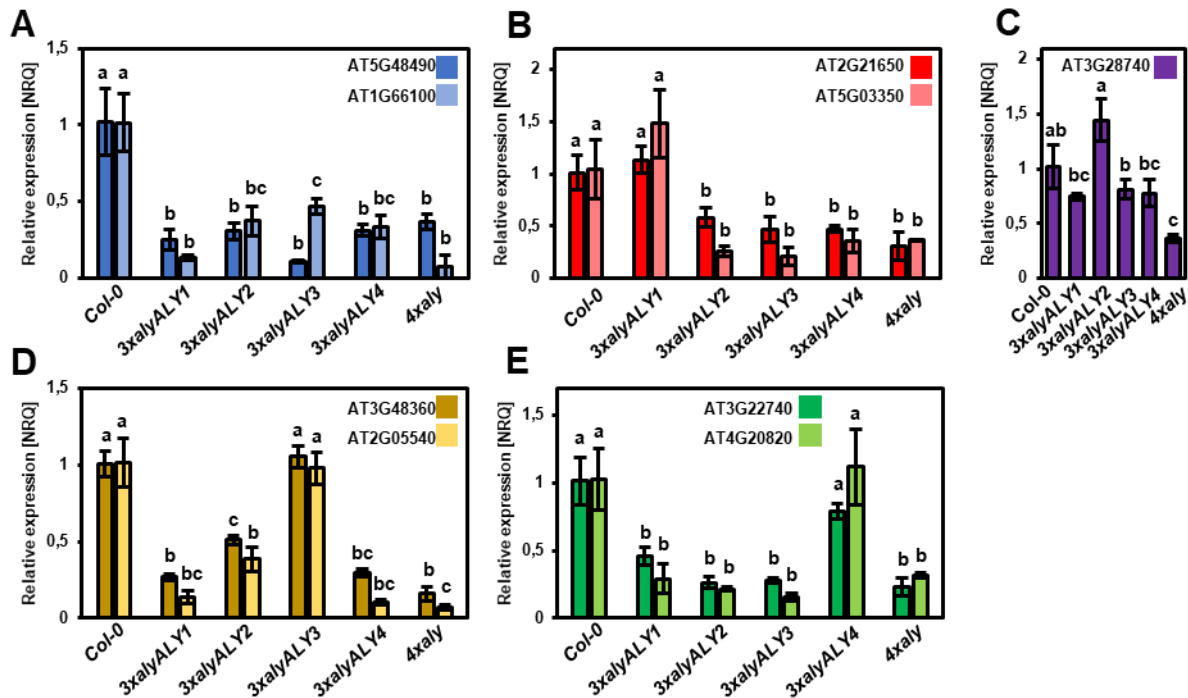 A
Relative expression [NRQ]
1,5
1
0,5
0
AT5G48490
AT1G66100
a a
b b
b bc
b c
b bc
b b
Col-0 3xalyALY1 3xalyALY2 3xalyALY3 3xalyALY4 4xaly
B
Relative expression [NRQ]
2
1,5
1
0,5
0
AT2G21650
AT5G03350
a a
a a
b b
b b
b b
b b
Col-0 3xalyALY1 3xalyALY2 3xalyALY3 3xalyALY4 4xaly
C
Relative expression [NRQ]
2
1,5
1
0,5
0
AT3G28740
ab bc a b bc c
Col-0 3xalyALY1 3xalyALY2 3xalyALY3 3xalyALY4 4xaly
D
Relative expression [NRQ]
1,5
1
0,5
0
AT3G48360
AT2G05540
a a
b bc
c b
a a
bc bc
b c
Col-0 3xalyALY1 3xalyALY2 3xalyALY3 3xalyALY4 4xaly
E
Relative expression [NRQ]
1,5
1
0,5
0
AT3G22740
AT4G20820
a a
b b
b b
b b
a a
b b
Col-0 3xalyALY1 3xalyALY2 3xalyALY3 3xalyALY4 4xaly